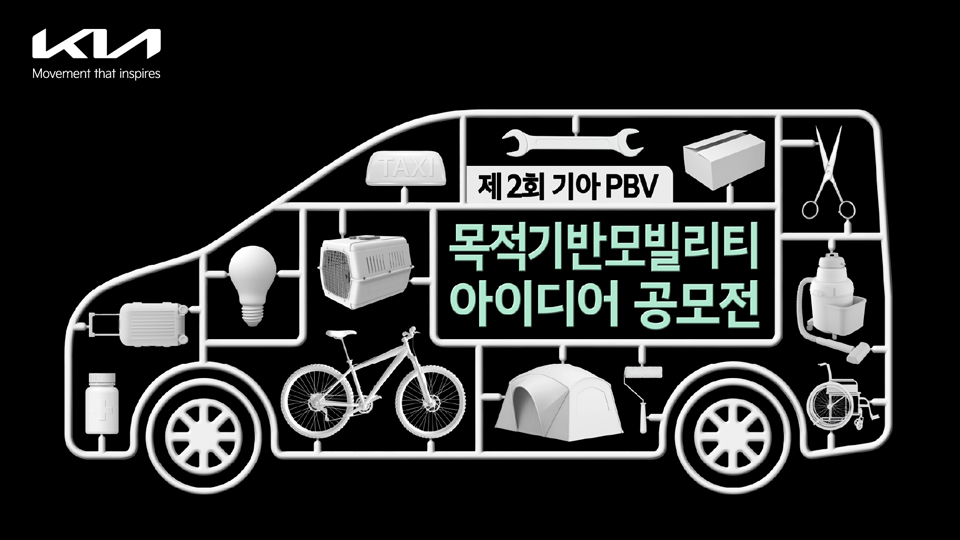 KIA
Movement that inspires
TAXI
제 2회 기아 PBV
목적기반모빌리티
아이디어 공모전